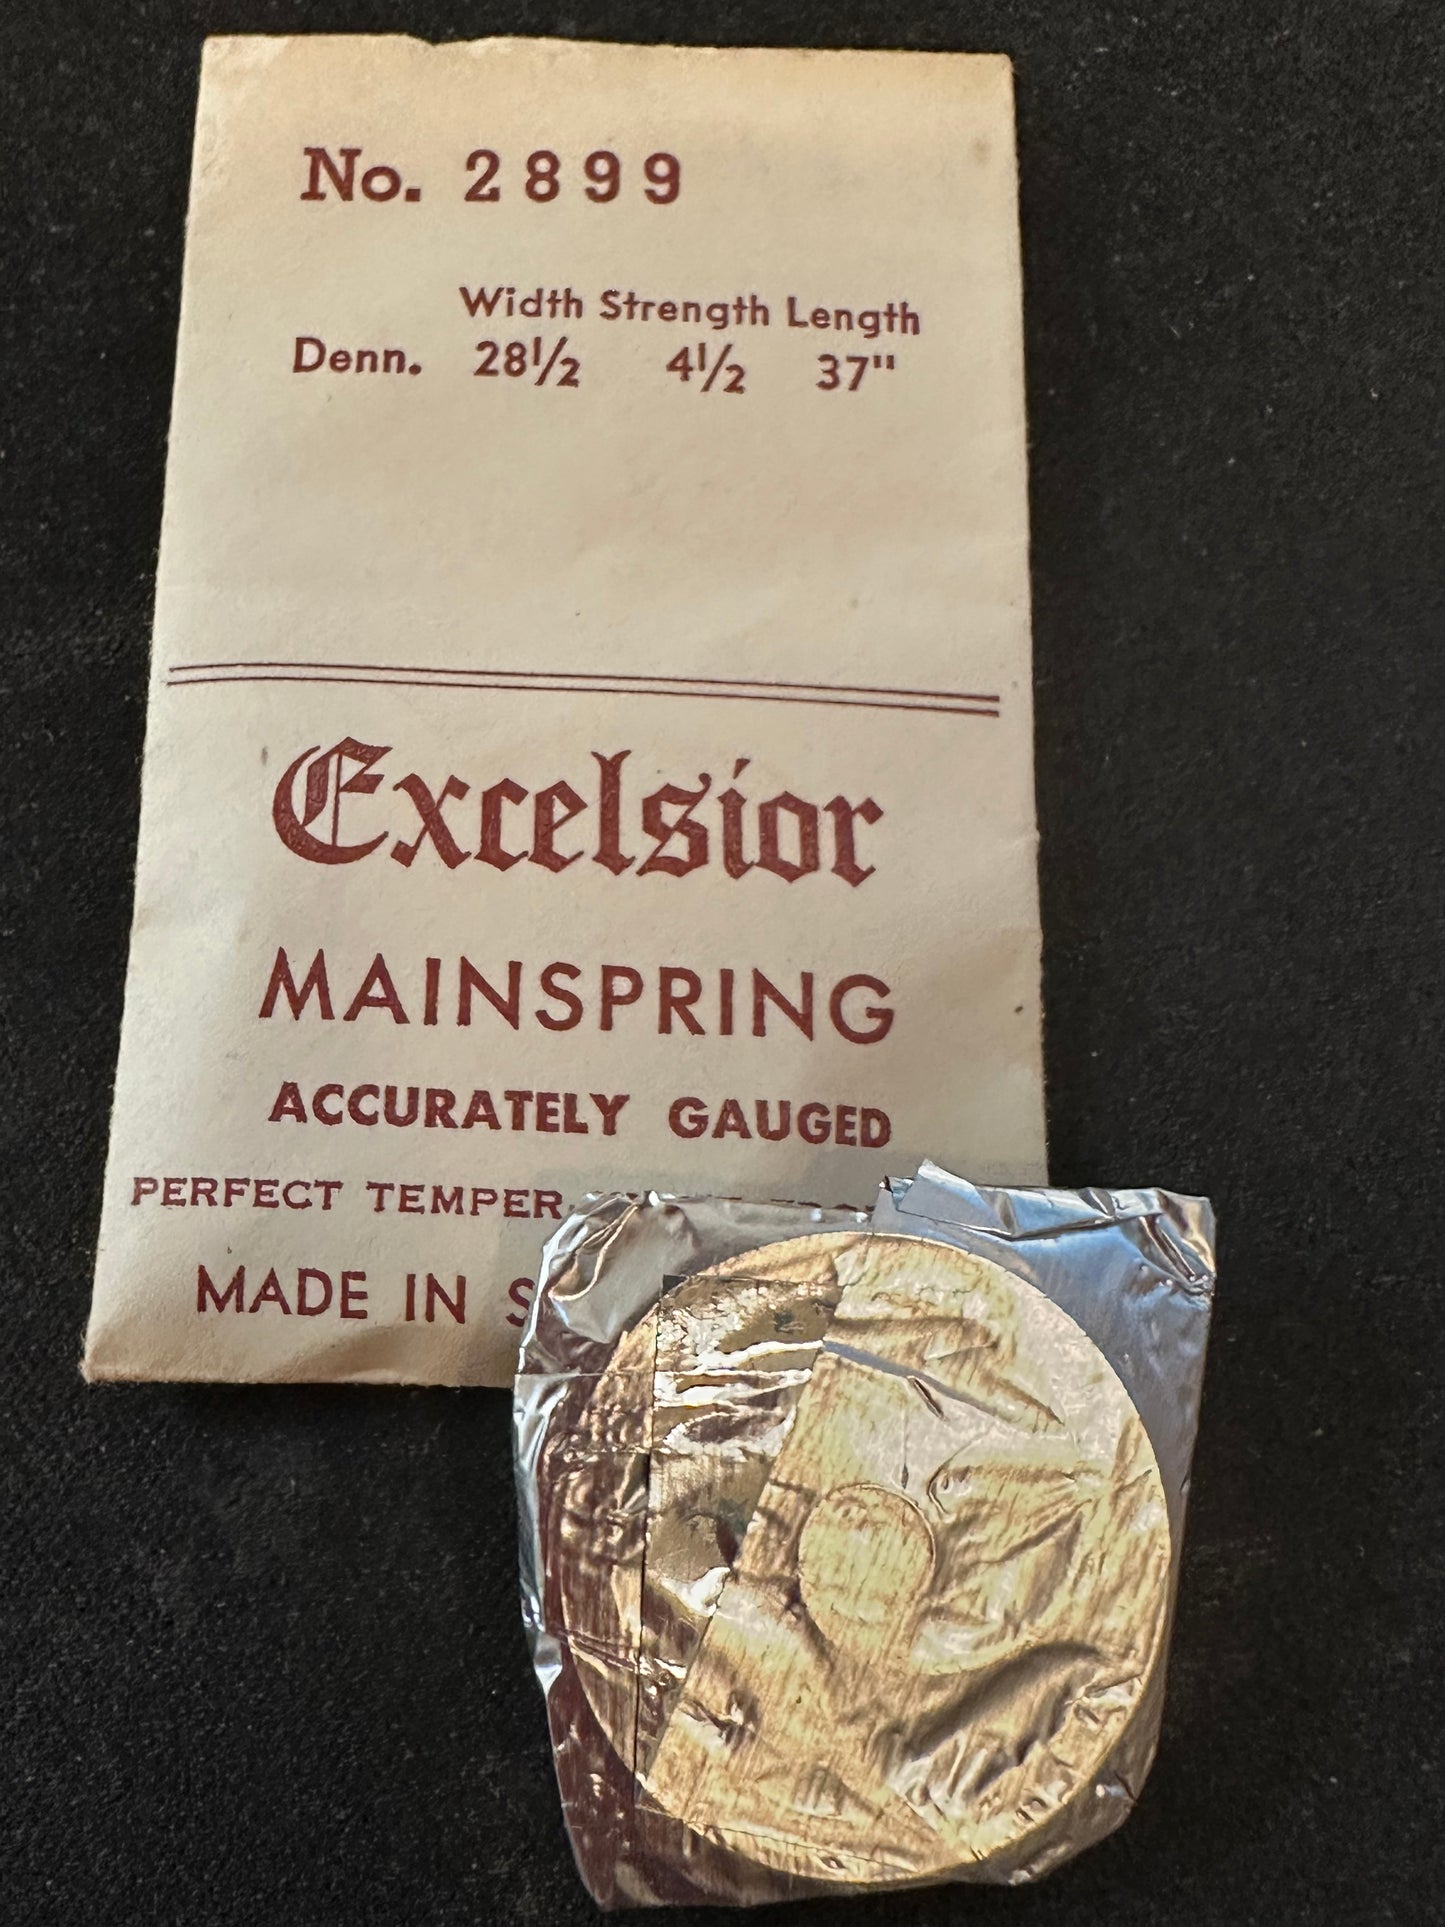 No. 2899
Width Strength Length
Denn. 28½ 4½ 37"
Excelsior
MAINSPRING
ACCURATELY GAUGED
PERFECT TEMPER
MADE IN